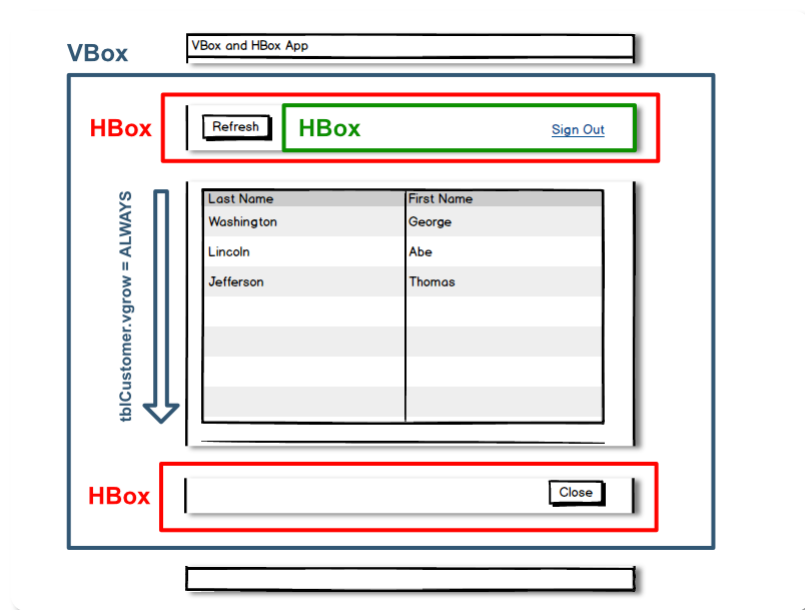 VBox
VBox and HBox App
HBox
Refresh
HBox
Sign Out
tblCustomer.vgrow = ALWAYS
Last Name First Name
Washington George
Lincoln Abe
Jefferson Thomas
HBox
Close